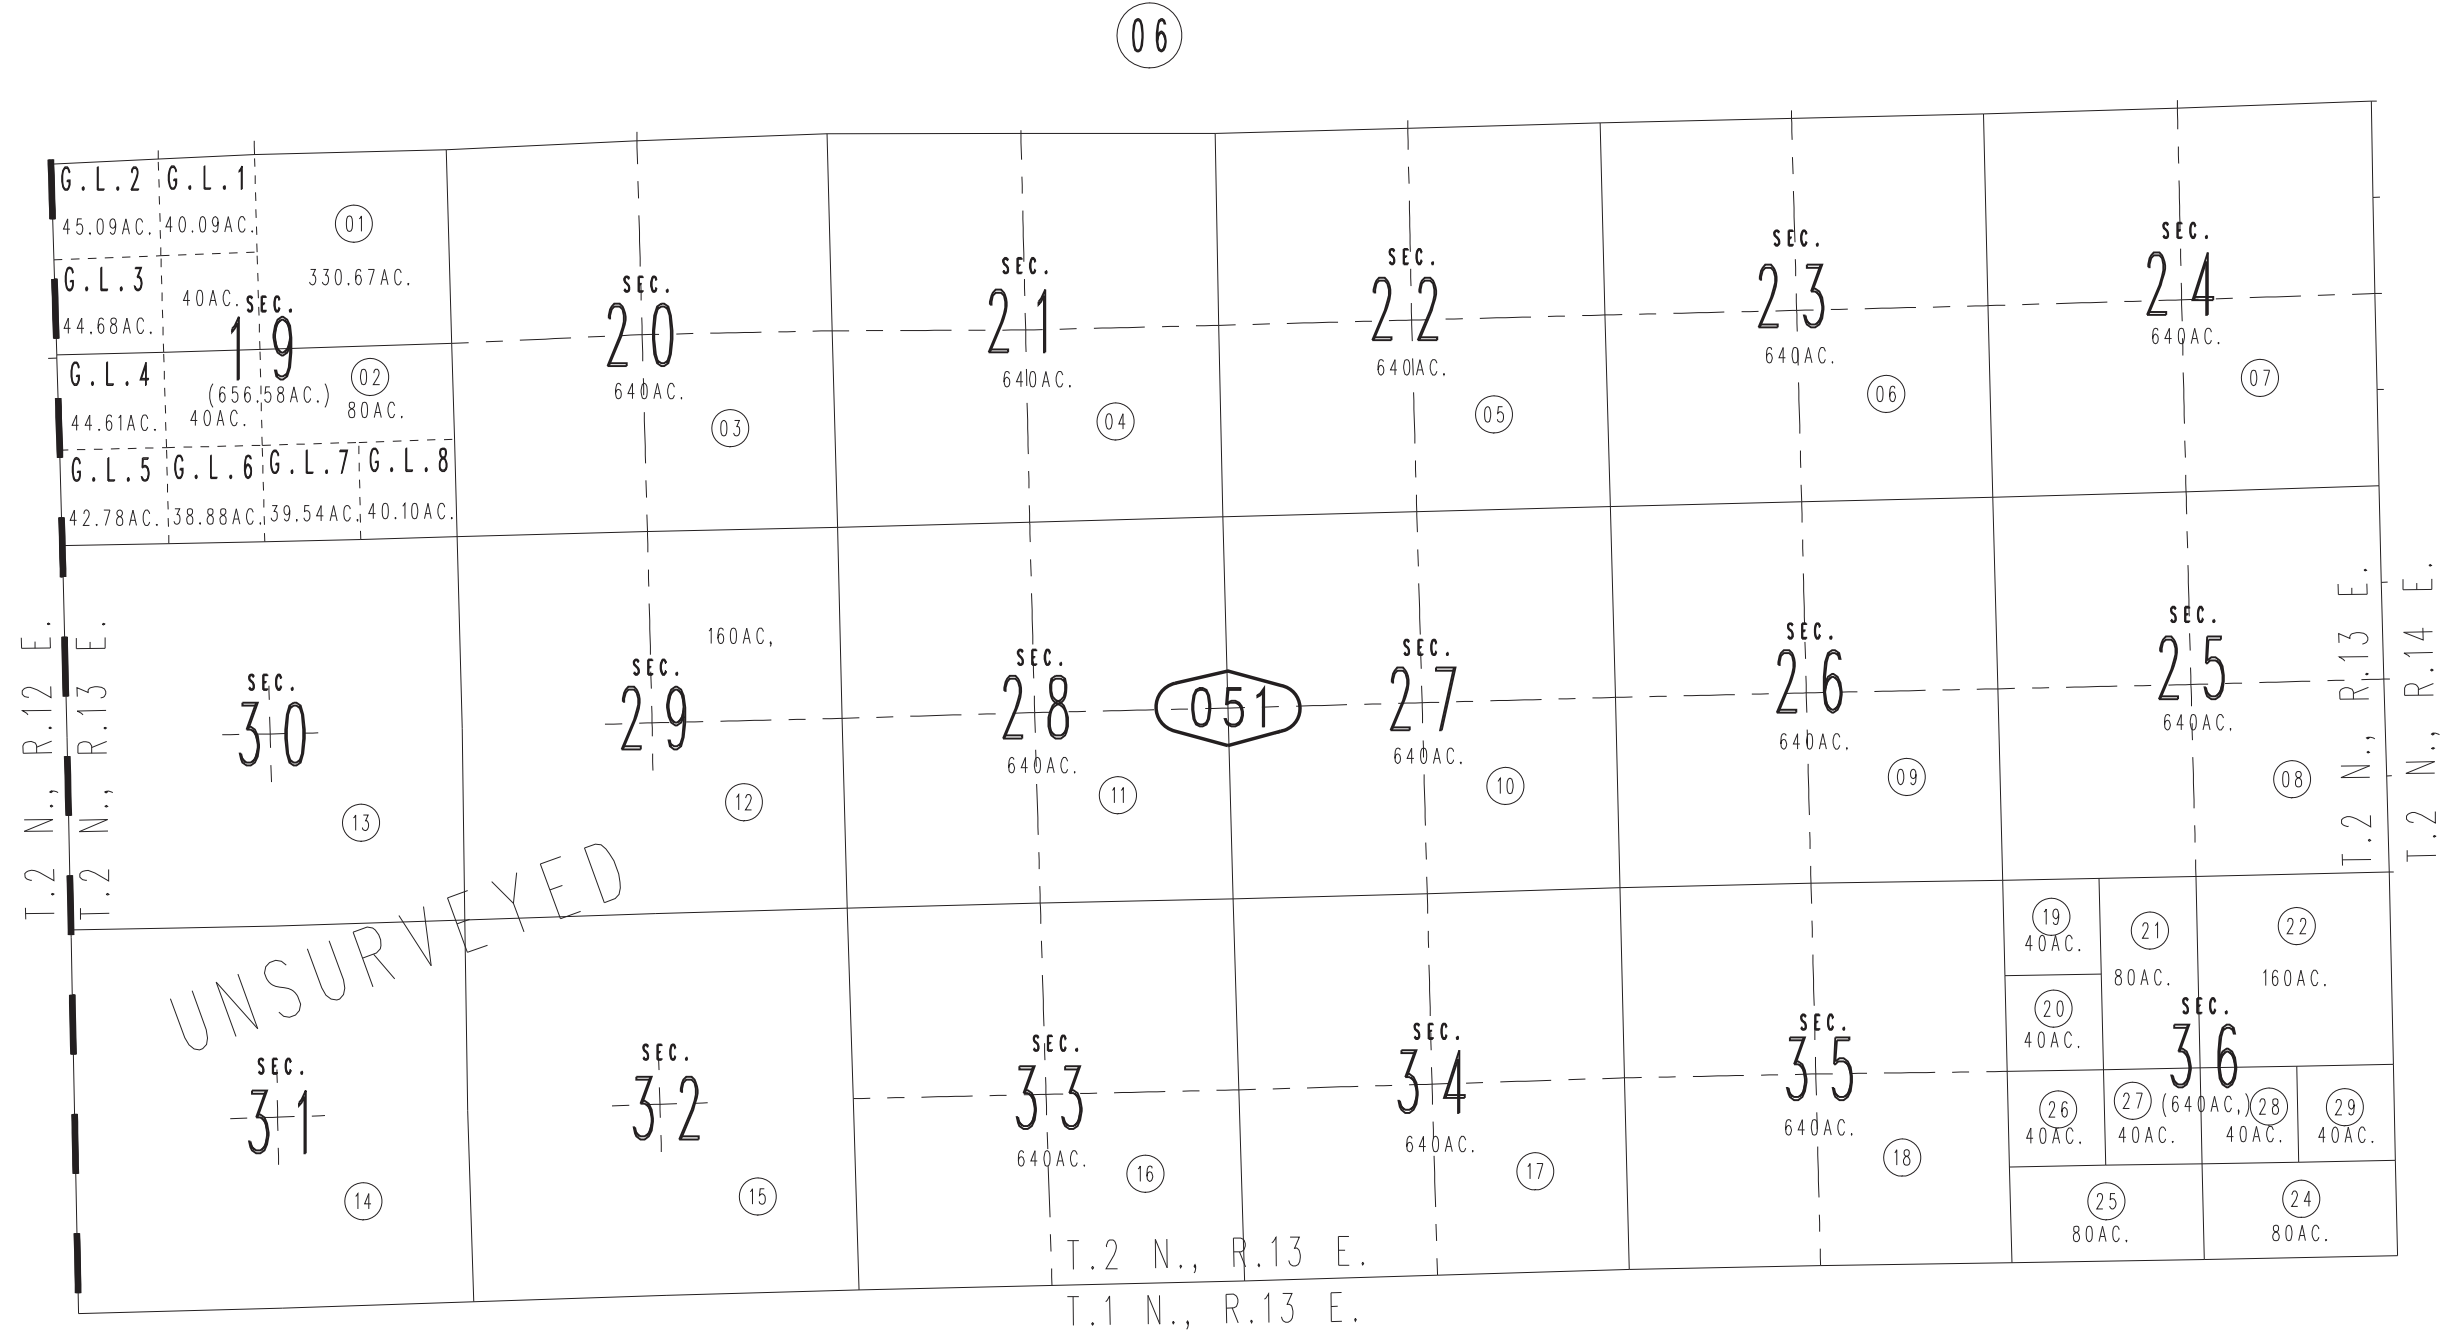 06
G.L.2 G.L.1
45.09AC. 40.09AC.
01
330.67AC.
G.L.3
44.68AC.
40AC.
SEC.
19
(656.58AC.)
G.L.4
44.61AC.
40AC.
02
80AC.
G.L.5 G.L.6 G.L.7 G.L.8
42.78AC. 38.88AC. 39.54AC. 40.10AC.
SEC.
20
640AC.
03
SEC.
21
640AC.
04
SEC.
22
640AC.
05
SEC.
23
640AC.
06
SEC.
24
640AC.
07
T.2 N., R.12 E.
T.2 N., R.13 E.
SEC.
30
13
160AC,
SEC.
29
12
SEC.
28
640AC.
11
051
SEC.
27
640AC.
10
SEC.
26
640AC.
09
SEC.
25
640AC.
08
T.2 N., R.13 E.
T.2 N., R.14 E.
UNSURVEYED
SEC.
31
14
SEC.
32
15
SEC.
33
640AC.
16
SEC.
34
640AC.
17
SEC.
35
640AC.
18
19
40AC.
20
40AC.
21
80AC.
22
160AC.
SEC.
36
(640AC,)
26
40AC.
27
40AC.
28
40AC.
29
40AC.
25
80AC.
24
80AC.
T.2 N., R.13 E.
T.1 N., R.13 E.